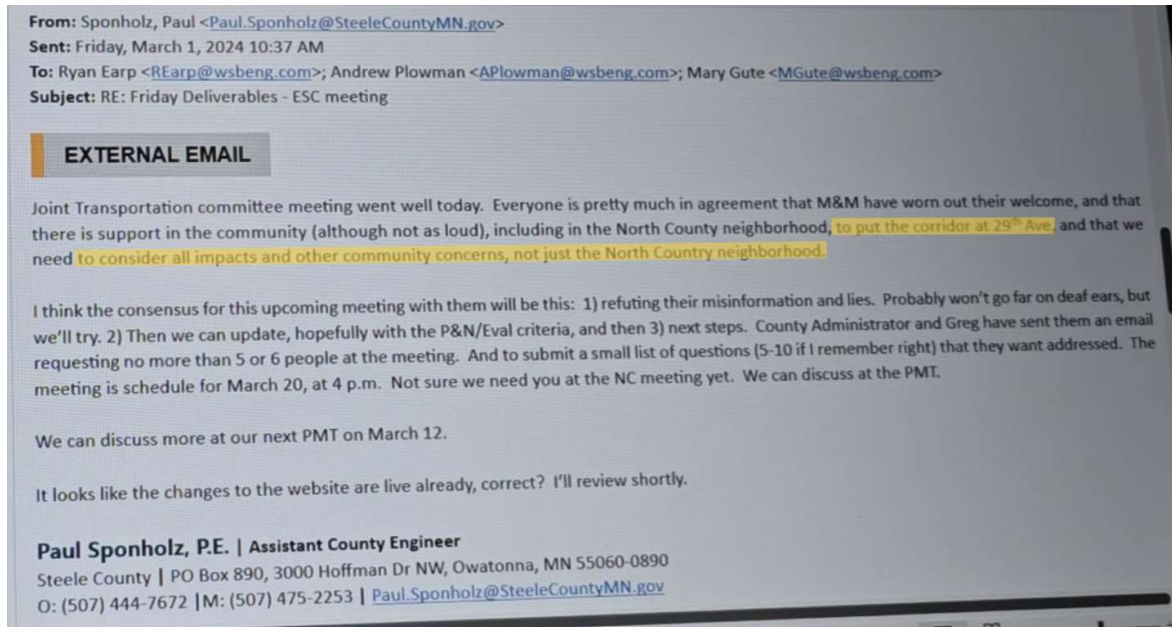 From: Sponholz, Paul <Paul.Sponholz@SteeleCountyMN.gov>
Sent: Friday, March 1, 2024 10:37 AM
To: Ryan Earp <REarp@wsbeng.com>; Andrew Plowman <APlowman@wsbeng.com>; Mary Gute <MGute@wsbeng.com>
Subject: RE: Friday Deliverables - ESC meeting
EXTERNAL EMAIL
Joint Transportation committee meeting went well today. Everyone is pretty much in agreement that M&M have worn out their welcome, and that
there is support in the community (although not as loud), including in the North County neighborhood, to put the corridor at 29th Ave, and that we
need to consider all impacts and other community concerns, not just the North Country neighborhood.
I think the consensus for this upcoming meeting with them will be this: 1) refuting their misinformation and lies. Probably won't go far on deaf ears, but
we'll try. 2) Then we can update, hopefully with the P&N/Eval criteria, and then 3) next steps. County Administrator and Greg have sent them an email
requesting no more than 5 or 6 people at the meeting. And to submit a small list of questions (5-10 if I remember right) that they want addressed. The
meeting is schedule for March 20, at 4 p.m. Not sure we need you at the NC meeting yet. We can discuss at the PMT.
We can discuss more at our next PMT on March 12.
It looks like the changes to the website are live already, correct? I'll review shortly.
Paul Sponholz, P.E. | Assistant County Engineer
Steele County | PO Box 890, 3000 Hoffman Dr NW, Owatonna, MN 55060-0890
O: (507) 444-7672 |M: (507) 475-2253 | Paul.Sponholz@SteeleCountyMN.gov